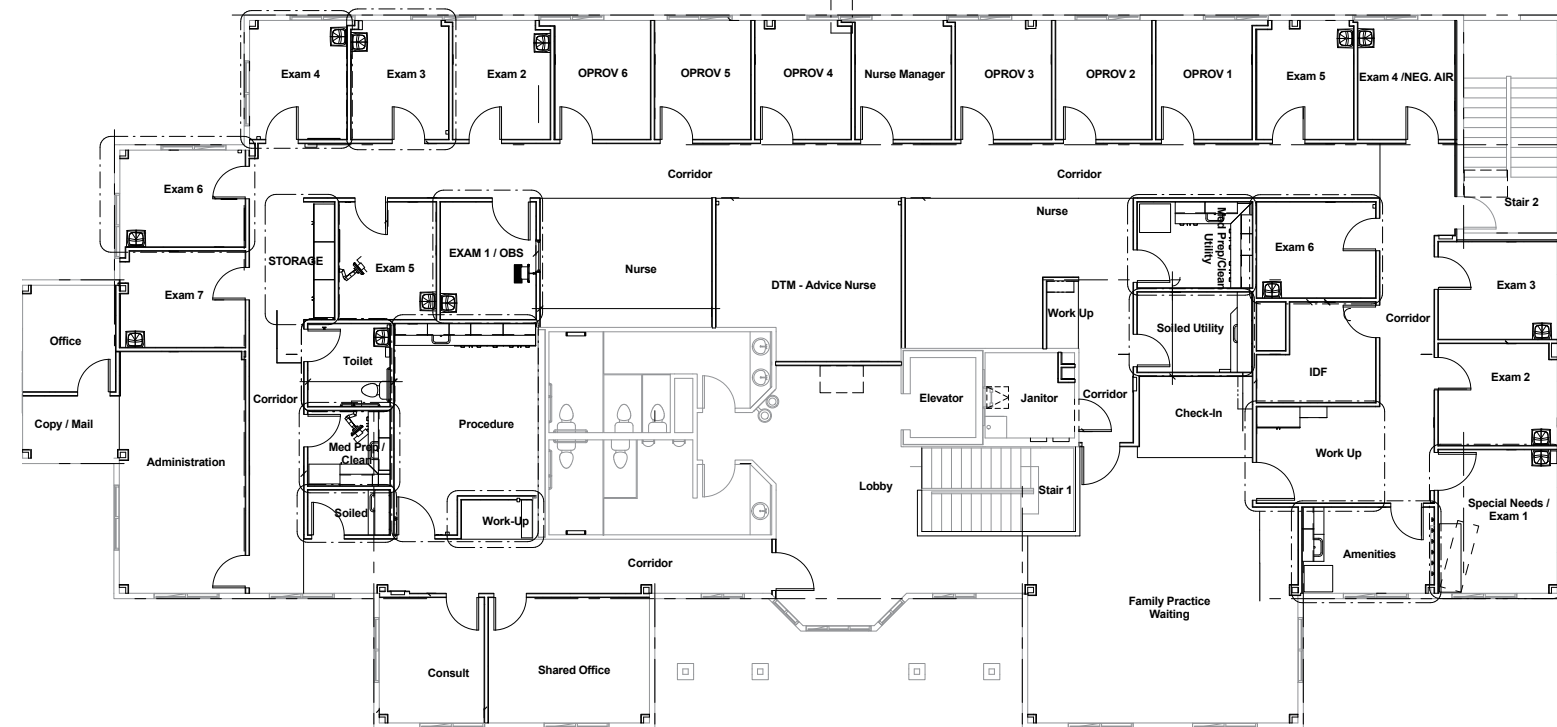 Exam 4
Exam 3
Exam 2
OPROV 6
OPROV 5
OPROV 4
Nurse Manager
OPROV 3
OPROV 2
OPROV 1
Exam 5
Exam 4 /NEG. AIR
Corridor
Corridor
Exam 6
Stair 2
Nurse
Med Prep/Clean
Utility
Exam 6
STORAGE
Exam 5
EXAM 1 / OBS
Nurse
DTM - Advice Nurse
Exam 7
Exam 3
Work Up
Soiled Utility
Corridor
Office
Toilet
IDF
Exam 2
Corridor
Elevator
Janitor
Corridor
Check-In
Copy / Mail
Procedure
Med Prep /
Clean
Administration
Work Up
Lobby
Stair 1
Special Needs /
Exam 1
Soiled
Work-Up
Amenities
Corridor
Family Practice
Waiting
Consult
Shared Office